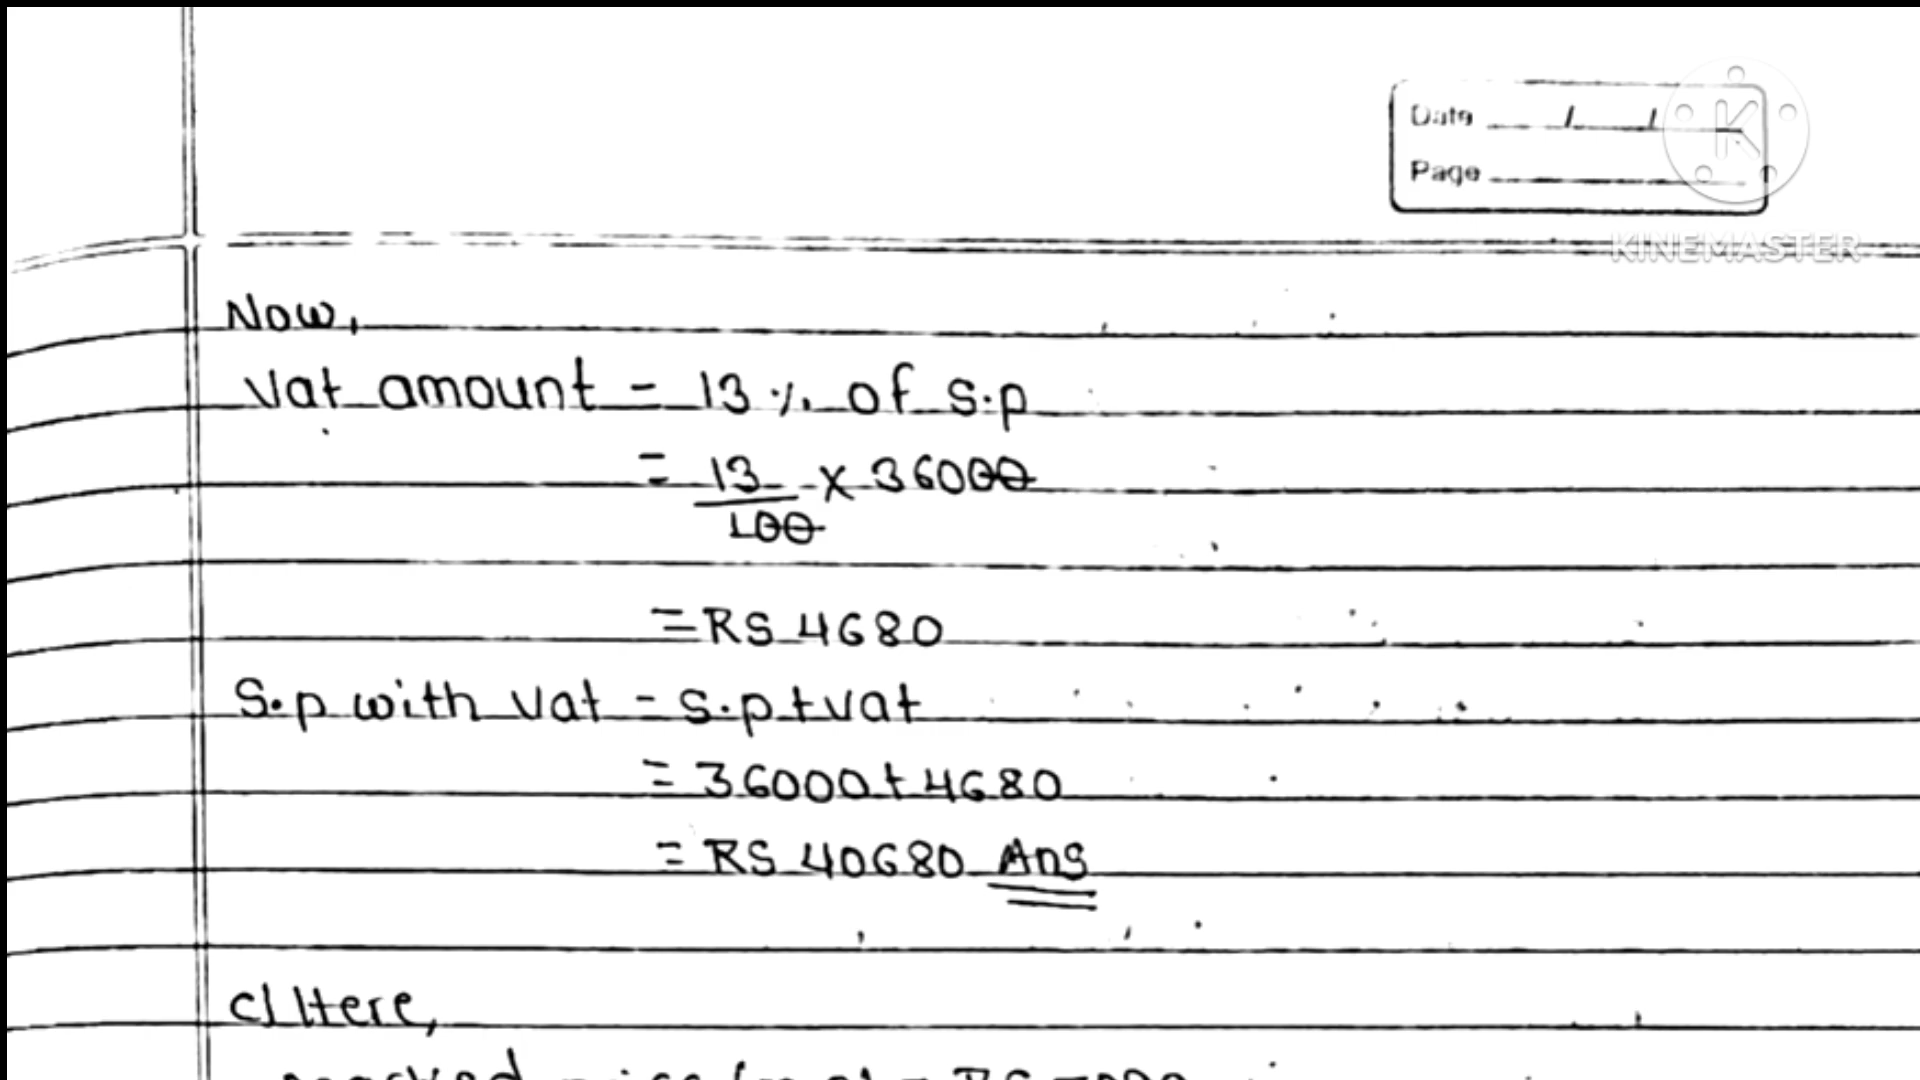 Date / /
Page
KINEMASTER
Now,
Vat amount = 13 % of S.p
= 13/100 x 36000
= RS 4680
S.p with vat = S.p + vat
= 36000 + 4680
= RS 40680 Ans
c) Here,